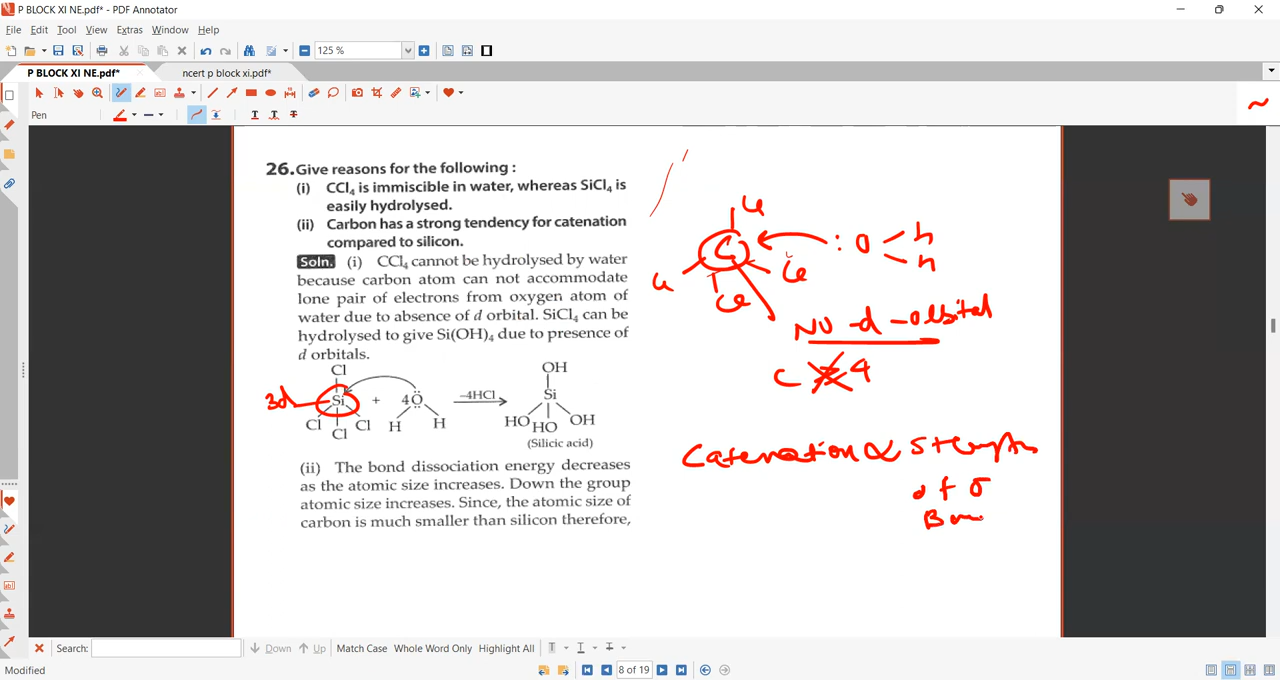 P BLOCK XI NE.pdf* - PDF Annotator
File Edit Tool View Extras Window Help
125 %
P BLOCK XI NE.pdf* ncert p block xi.pdf*
Pen
26. Give reasons for the following :
(i) CCl₄ is immiscible in water, whereas SiCl₄ is
easily hydrolysed.
(ii) Carbon has a strong tendency for catenation
compared to silicon.
Soln. (i) CCl₄ cannot be hydrolysed by water
because carbon atom can not accommodate
lone pair of electrons from oxygen atom of
water due to absence of d orbital. SiCl₄ can be
hydrolysed to give Si(OH)₄ due to presence of
d orbitals.
Cl
3d Si + 4O -4HCl Si
Cl Cl H H
Cl
OH
HO HO OH
(Silicic acid)
(ii) The bond dissociation energy decreases
as the atomic size increases. Down the group
atomic size increases. Since, the atomic size of
carbon is much smaller than silicon therefore,
Cl
C : O H
H
Cl Cl
Cl
NO -d -orbital
C 4
Catenation ∝ Strength
of σ
Bon
Search: Down Up Match Case Whole Word Only Highlight All
Modified 8 of 19